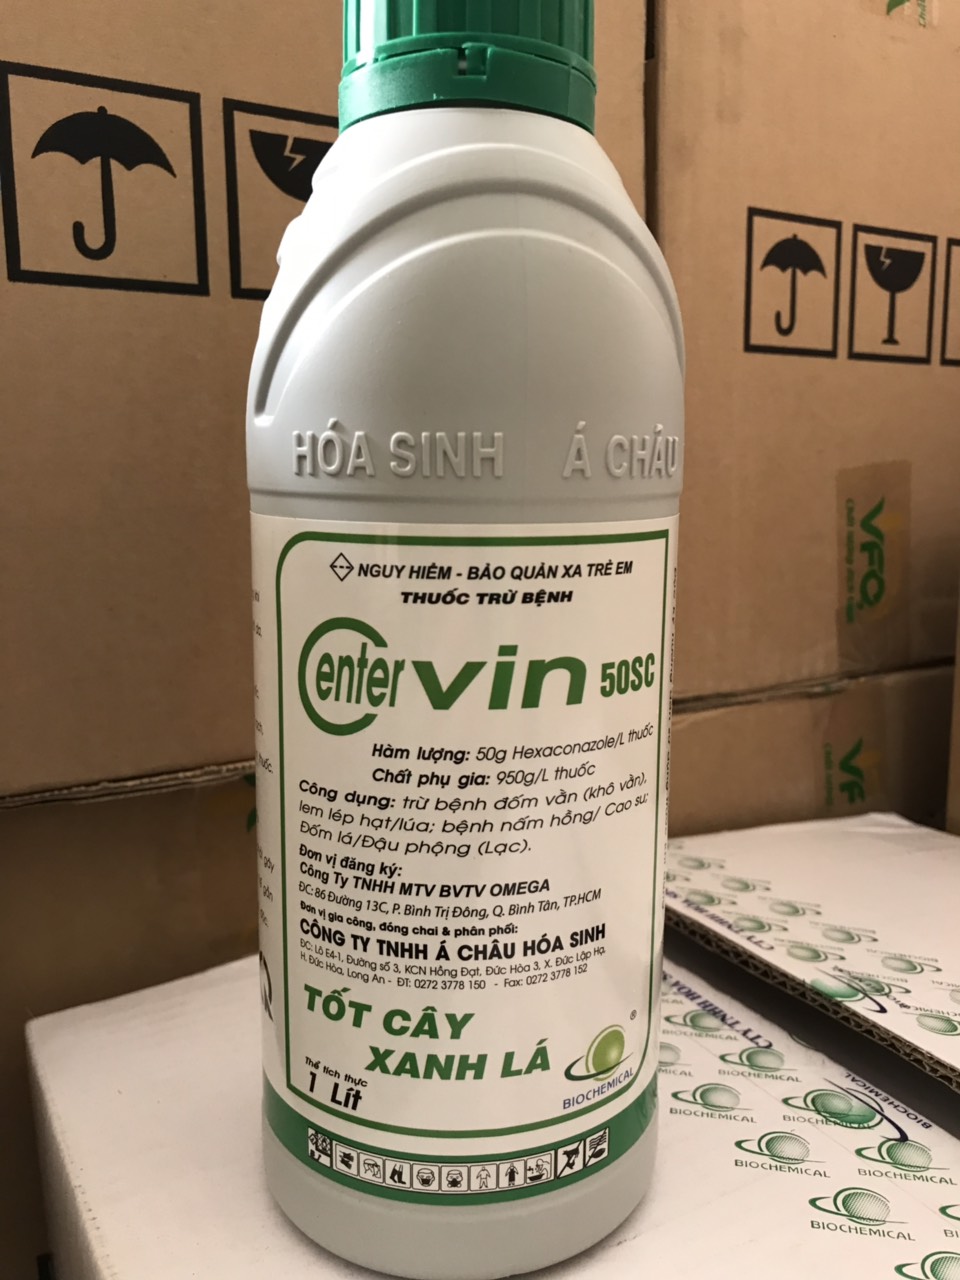 HÓA SINH Á CHÂU
NGUY HIỂM - BẢO QUẢN XA TRẺ EM
THUỐC TRỪ BỆNH
Centervin 50SC
Hàm lượng: 50g Hexaconazole/L thuốc
Chất phụ gia: 950g/L thuốc
Công dụng: trừ bệnh đốm vằn (khô vằn),
lem lép hạt/lúa; bệnh nấm hồng/ Cao su;
Đốm lá/Đậu phộng (Lạc).
Đơn vị đăng ký:
Công Ty TNHH MTV BVTV OMEGA
ĐC: 86 Đường 13C, P. Bình Trị Đông, Q. Bình Tân, TP.HCM
Đơn vị gia công, đóng chai & phân phối:
CÔNG TY TNHH Á CHÂU HÓA SINH
ĐC: Lô E4-1, Đường số 3, KCN Hồng Đạt, Đức Hòa 3, X. Đức Lập Hạ,
H. Đức Hòa, Long An - ĐT: 0272 3778 150 - Fax: 0272 3778 152
TỐT CÂY
XANH LÁ
®
BIOCHEMICAL
Thể tích thực
1 Lít
VFQ
VF
BIOCHEMICAL
BIOCHEMICAL
BIOCHEMICAL
BIOCHEMICAL
BIOCHEMICAL
BIOCHEMICAL